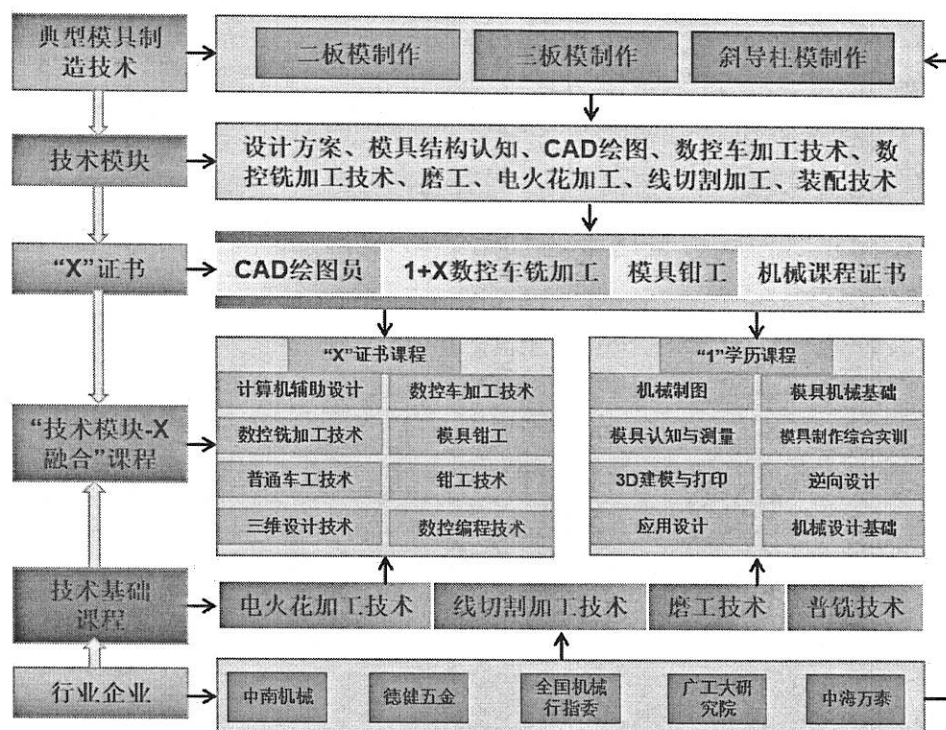 典型模具制
造技术
二板模制作
三板模制作
斜导柱模制作
技术模块
设计方案、模具结构认知、CAD绘图、数控车加工技术、数
控铣加工技术、磨工、电火花加工、线切割加工、装配技术
“X”证书
CAD绘图员
1+X数控车铣加工
模具钳工
机械课程证书
“技术模块-X
融合”课程
“X”证书课程
计算机辅助设计
数控车加工技术
数控铣加工技术
模具钳工
普通车工技术
钳工技术
三维设计技术
数控编程技术
“1”学历课程
机械制图
模具机械基础
模具认知与测量
模具制作综合实训
3D建模与打印
逆向设计
应用设计
机械设计基础
技术基础
课程
电火花加工技术
线切割加工技术
磨工技术
普铣技术
行业企业
中南机械
德健五金
全国机械
行指委
广工大研
究院
中海万泰